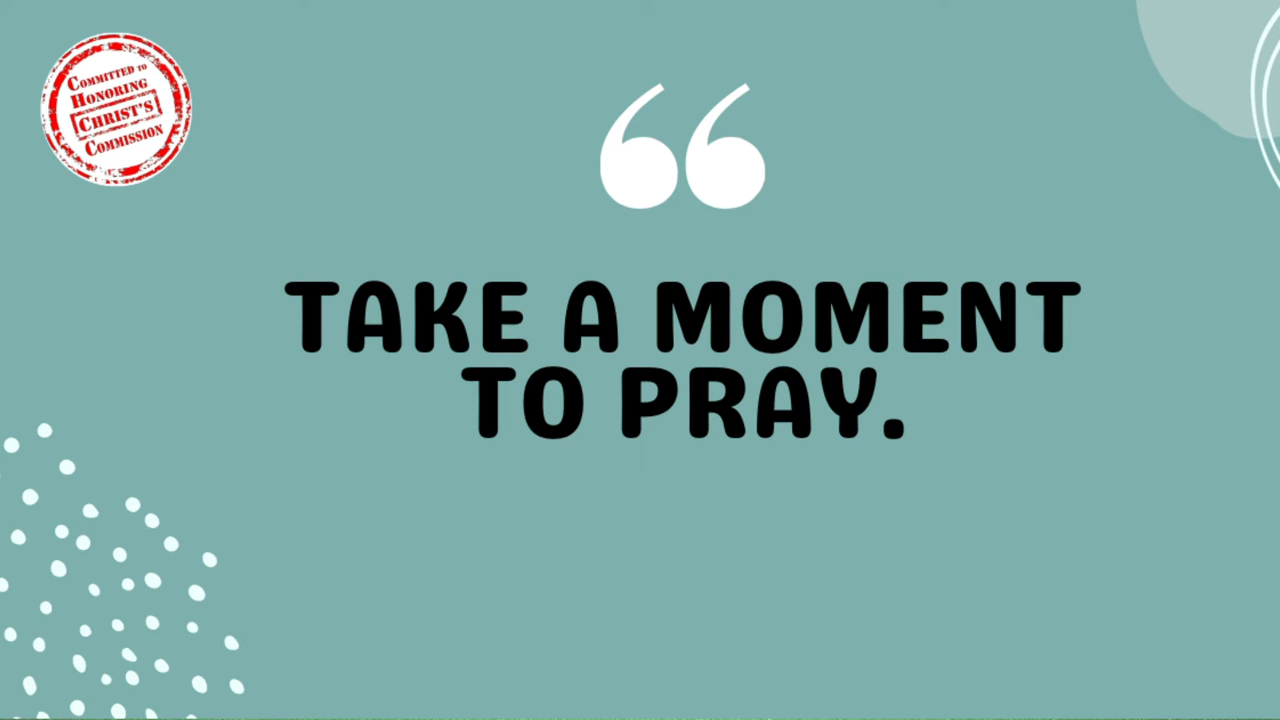 COMMITTED TO
HONORING
CHRIST'S
COMMISSION
“
TAKE A MOMENT
TO PRAY.